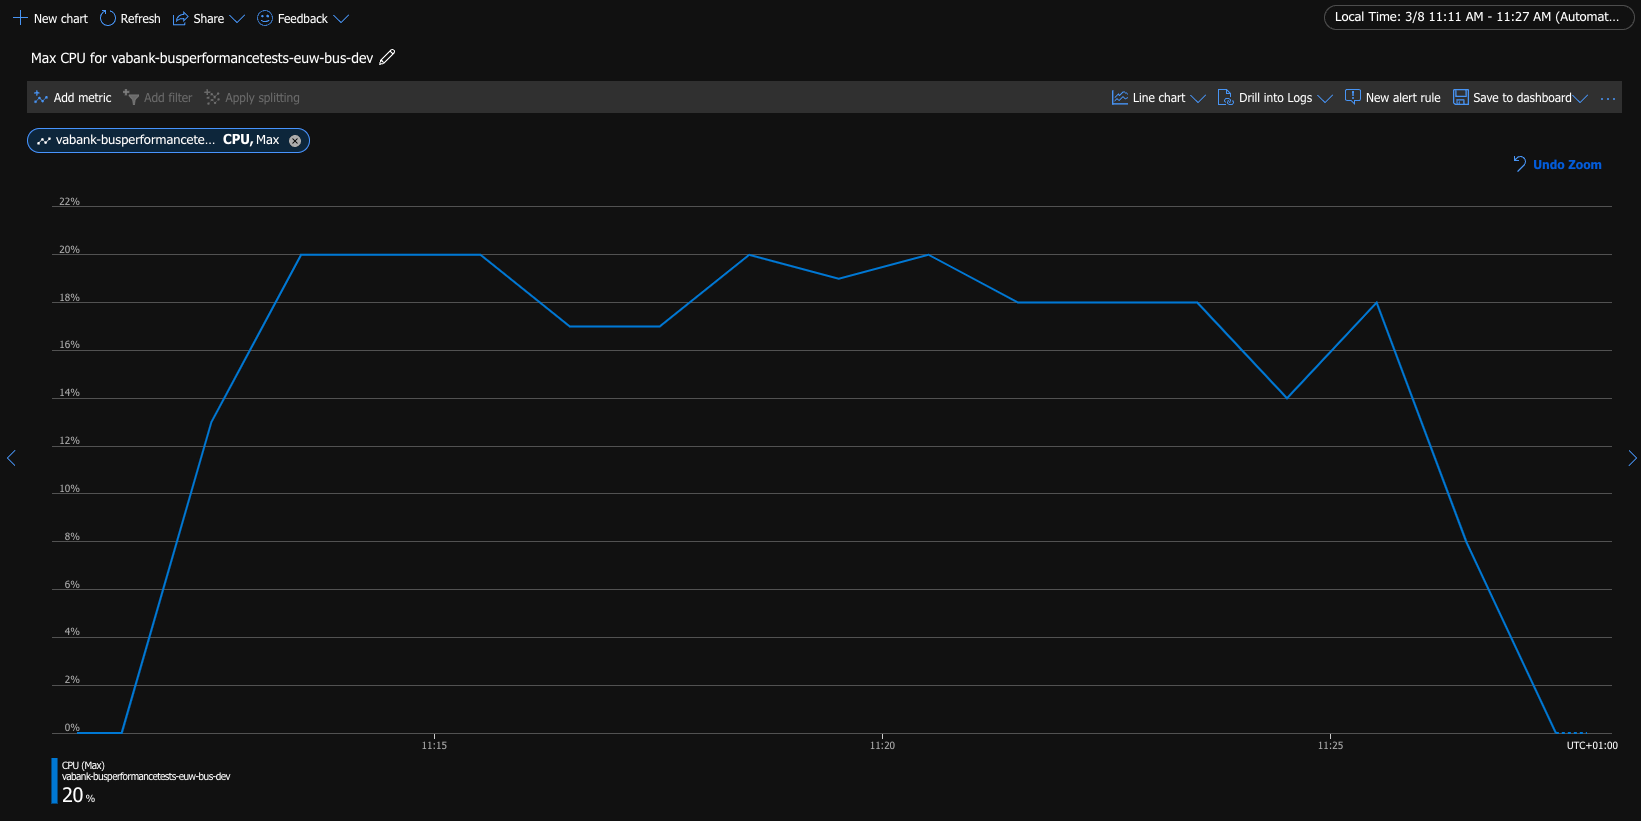 New chart Refresh Share Feedback Local Time: 3/8 11:11 AM - 11:27 AM (Automat...
Max CPU for vabank-busperformancetests-euw-bus-dev
Add metric Add filter Apply splitting Line chart Drill into Logs New alert rule Save to dashboard ...
vabank-busperformancete... CPU, Max
Undo Zoom
22%
20%
18%
16%
14%
12%
10%
8%
6%
4%
2%
0%
11:15 11:20 11:25 UTC+01:00
CPU (Max)
vabank-busperformancetests-euw-bus-dev
20 %